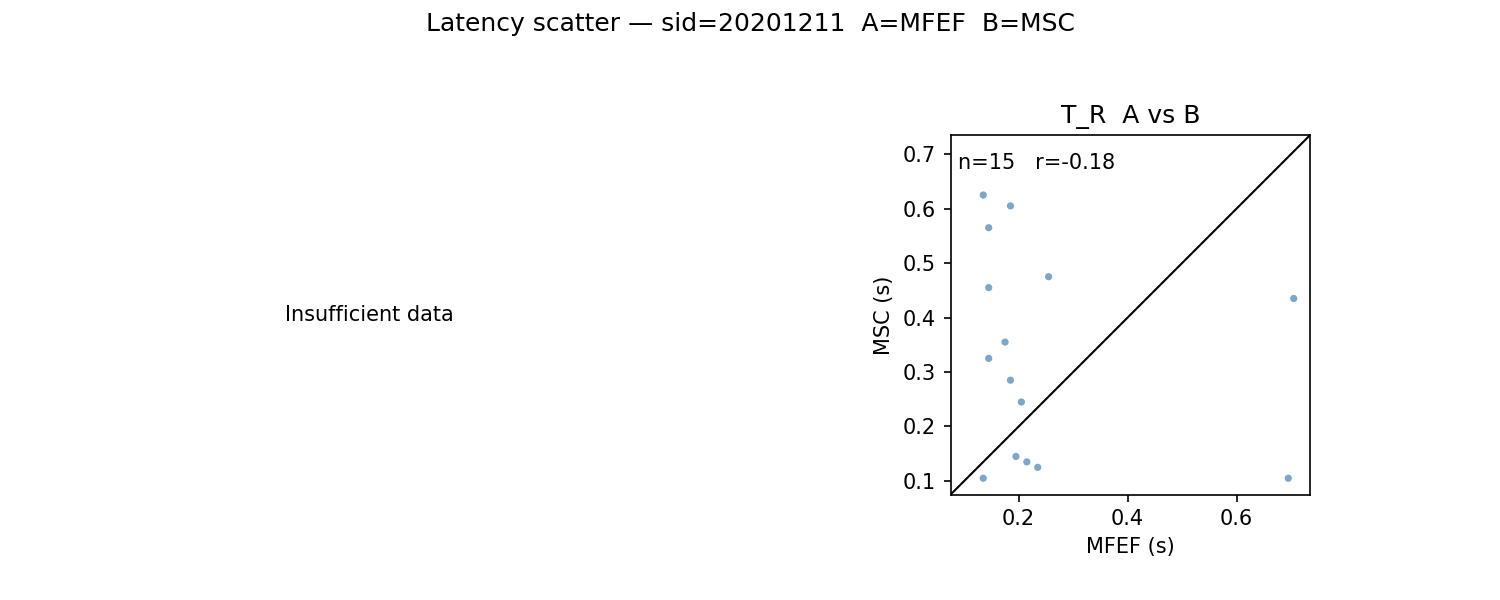 Latency scatter — sid=20201211  A=MFEF  B=MSC
Insufficient data
T_R  A vs B
n=15   r=-0.18
0.7
0.6
0.5
0.4
0.3
0.2
0.1
MSC (s)
0.2
0.4
0.6
MFEF (s)